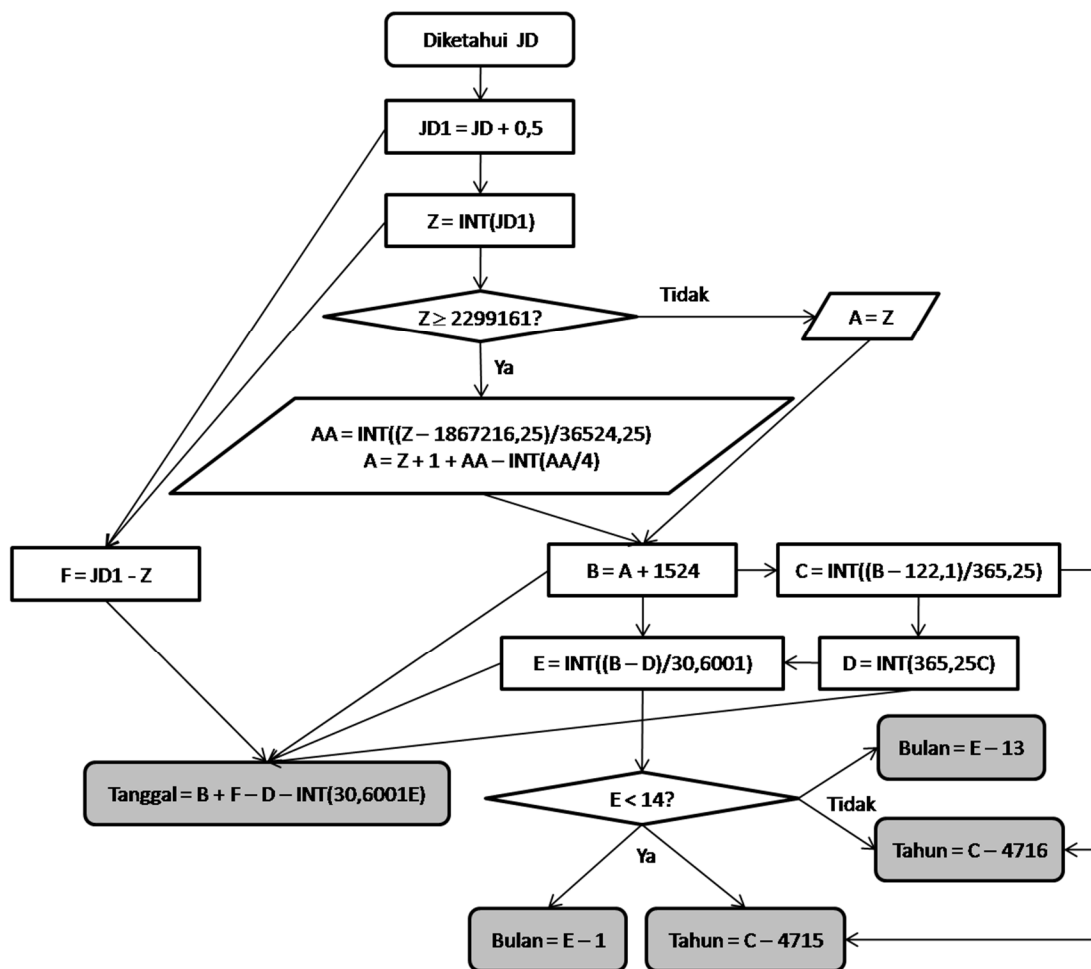 Diketahui JD
JD1 = JD + 0,5
Z = INT(JD1)
Z ≥ 2299161?
Tidak
A = Z
Ya
AA = INT((Z – 1867216,25)/36524,25)
A = Z + 1 + AA – INT(AA/4)
F = JD1 - Z
B = A + 1524
C = INT((B – 122,1)/365,25)
E = INT((B – D)/30,6001)
D = INT(365,25C)
Tanggal = B + F – D – INT(30,6001E)
E < 14?
Bulan = E – 13
Tidak
Tahun = C – 4716
Ya
Bulan = E – 1
Tahun = C – 4715